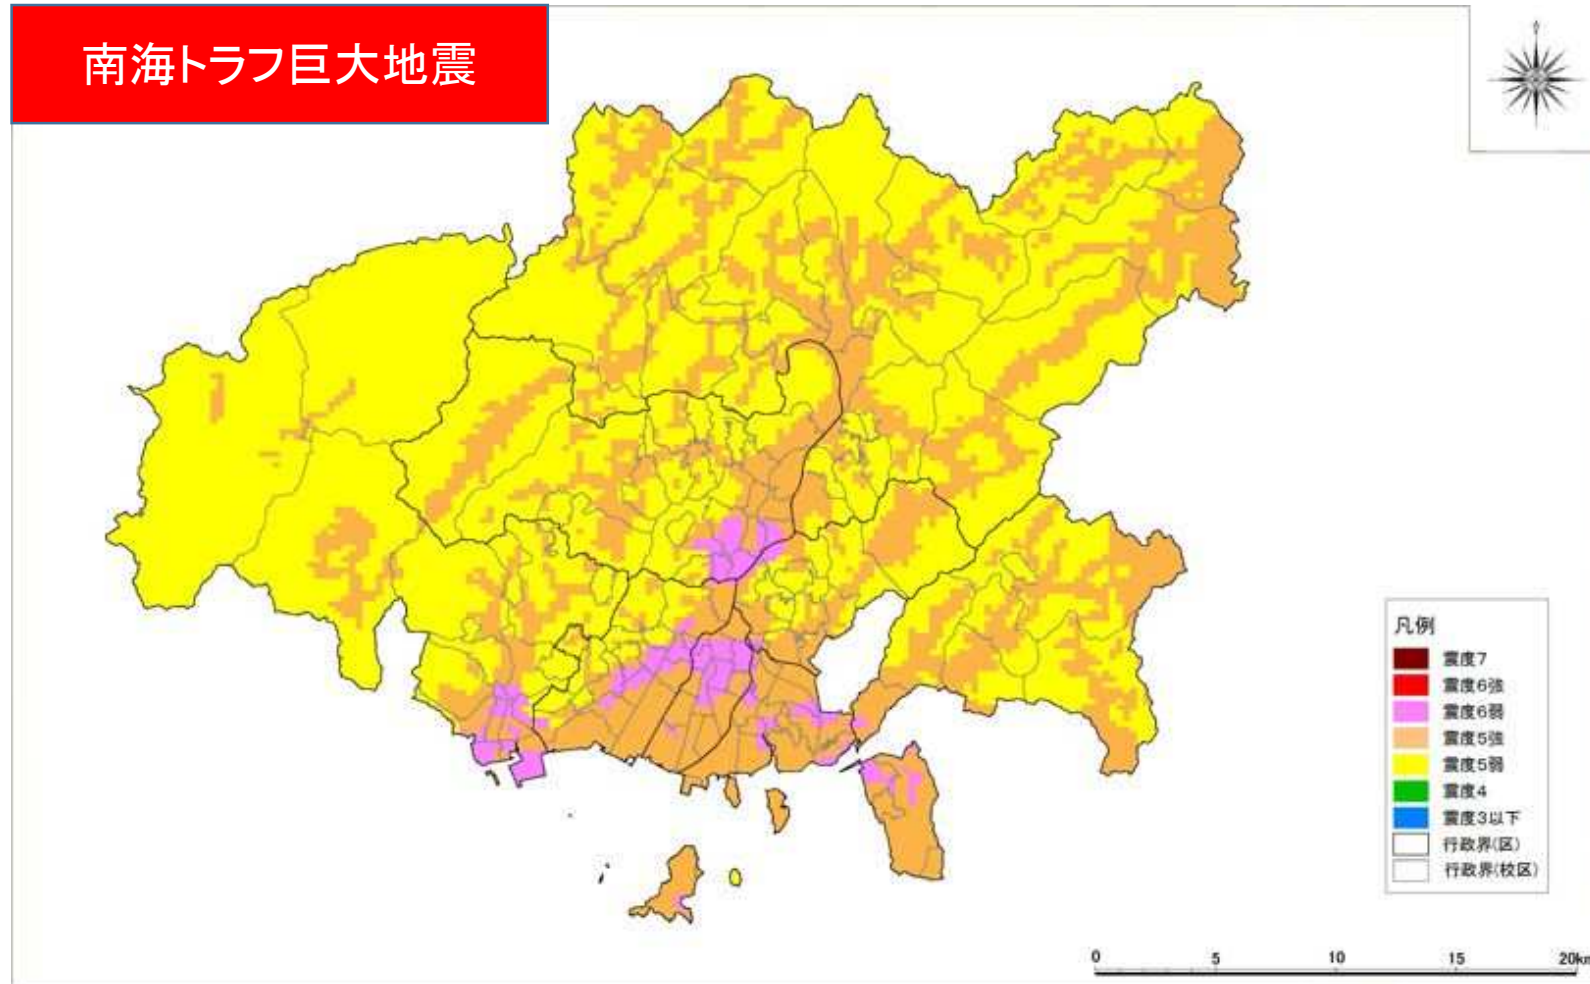 南海トラフ巨大地震
凡例
震度7
震度6強
震度6弱
震度5強
震度5弱
震度4
震度3以下
行政界(区)
行政界(校区)
0 5 10 15 20km